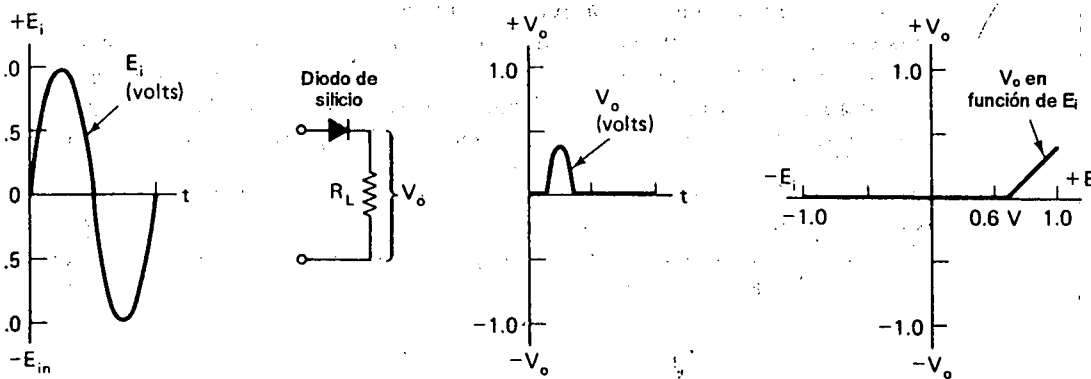 +E_i
.0
.5
0
.5
.0
−E_in
E_i
(volts)
t
Diodo de
silicio
R_L
V_o
+V_o
1.0
−1.0
−V_o
V_o
(volts)
t
+V_o
1.0
V_o en
función de E_i
−E_i
+E
−1.0
0.6 V
1.0
−1.0
−V_o